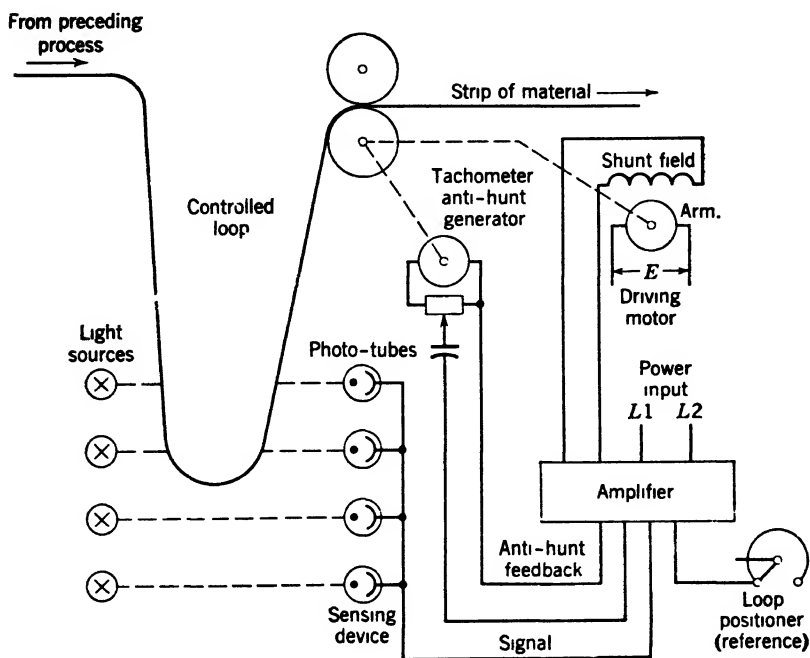 From preceding
process
Strip of material
Shunt field
Tachometer
anti-hunt
generator
Controlled
loop
Arm.
E
Driving
motor
Light
sources
Photo-tubes
Power
input
L1 L2
Amplifier
Anti-hunt
feedback
Sensing
device
Signal
Loop
positioner
(reference)